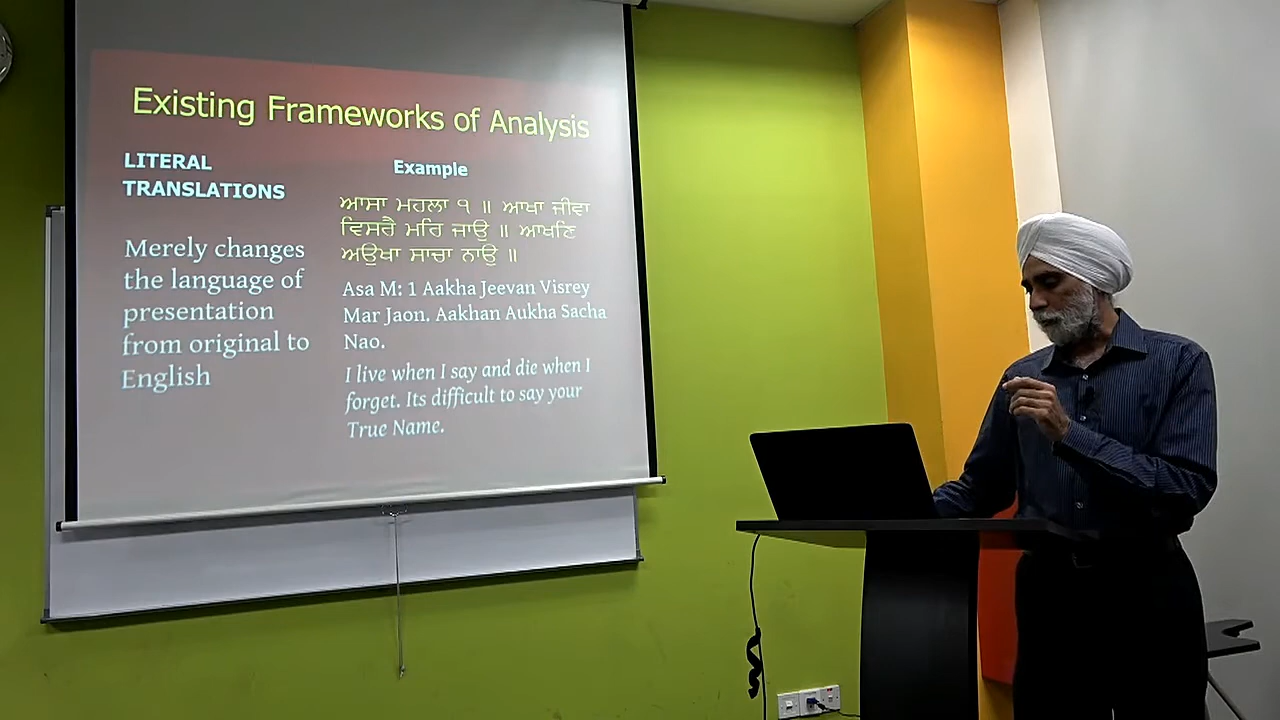 Existing Frameworks of Analysis
LITERAL
TRANSLATIONS
Merely changes
the language of
presentation
from original to
English
Example
ਆਸਾ ਮਹਲਾ ੧ ॥ ਆਖਾ ਜੀਵਾ
ਵਿਸਰੈ ਮਰਿ ਜਾਉ ॥ ਆਖਣਿ
ਅਉਖਾ ਸਾਚਾ ਨਾਉ ॥
Asa M: 1 Aakha Jeevan Visrey
Mar Jaon. Aakhan Aukha Sacha
Nao.
I live when I say and die when I
forget. Its difficult to say your
True Name.